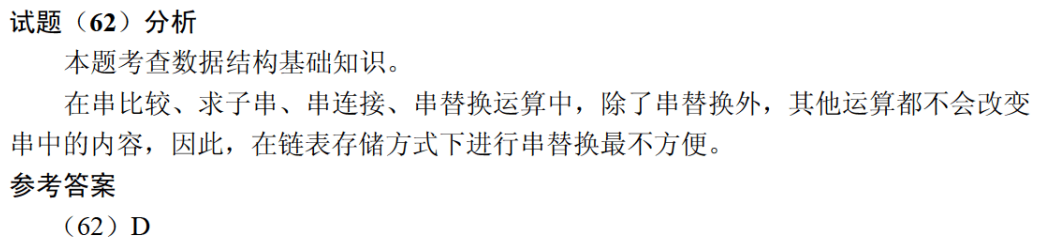 试题（62）分析
本题考查数据结构基础知识。
在串比较、求子串、串连接、串替换运算中，除了串替换外，其他运算都不会改变
串中的内容，因此，在链表存储方式下进行串替换最不方便。
参考答案
（62）D